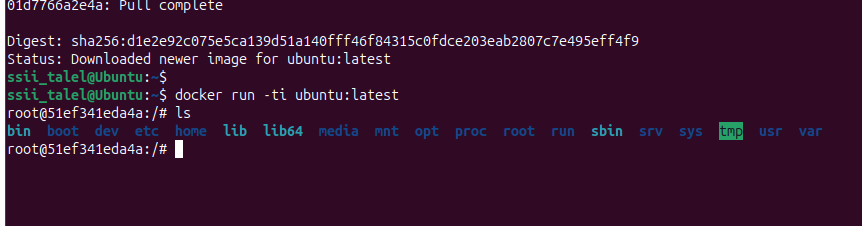 01d7766a2e4a: Pull complete
Digest: sha256:d1e2e92c075e5ca139d51a140fff46f84315c0fdce203eab2807c7e495eff4f9
Status: Downloaded newer image for ubuntu:latest
ssii_talel@Ubuntu:~$
ssii_talel@Ubuntu:~$ docker run -ti ubuntu:latest
root@51ef341eda4a:/# ls
bin boot dev etc home lib lib64 media mnt opt proc root run sbin srv sys tmp usr var
root@51ef341eda4a:/#